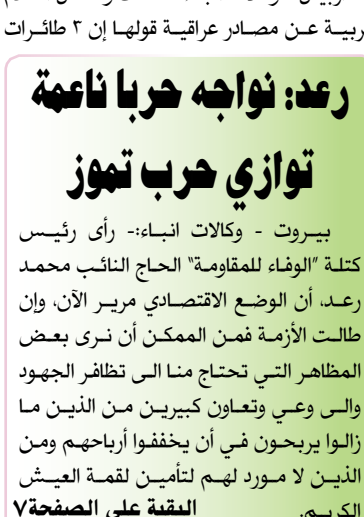 ربية عن مصادر عراقية قولها إن ٣ طائرات
رعد: نواجه حربا ناعمة
توازي حرب تموز
بيروت - وكالات انباء:- رأى رئيس
كتلة "الوفاء للمقاومة" الحاج النائب محمد
رعد، أن الوضع الاقتصادي مرير الآن، وإن
طالت الأزمة فمن الممكن أن نرى بعض
المظاهر التي تحتاج منا الى تظافر الجهود
والى وعي وتعاون كبيرين من الذين ما
زالوا يربحون في أن يخففوا أرباحهم ومن
الذين لا مورد لهم لتأمين لقمة العيش
الكريم. البقية على الصفحة٧